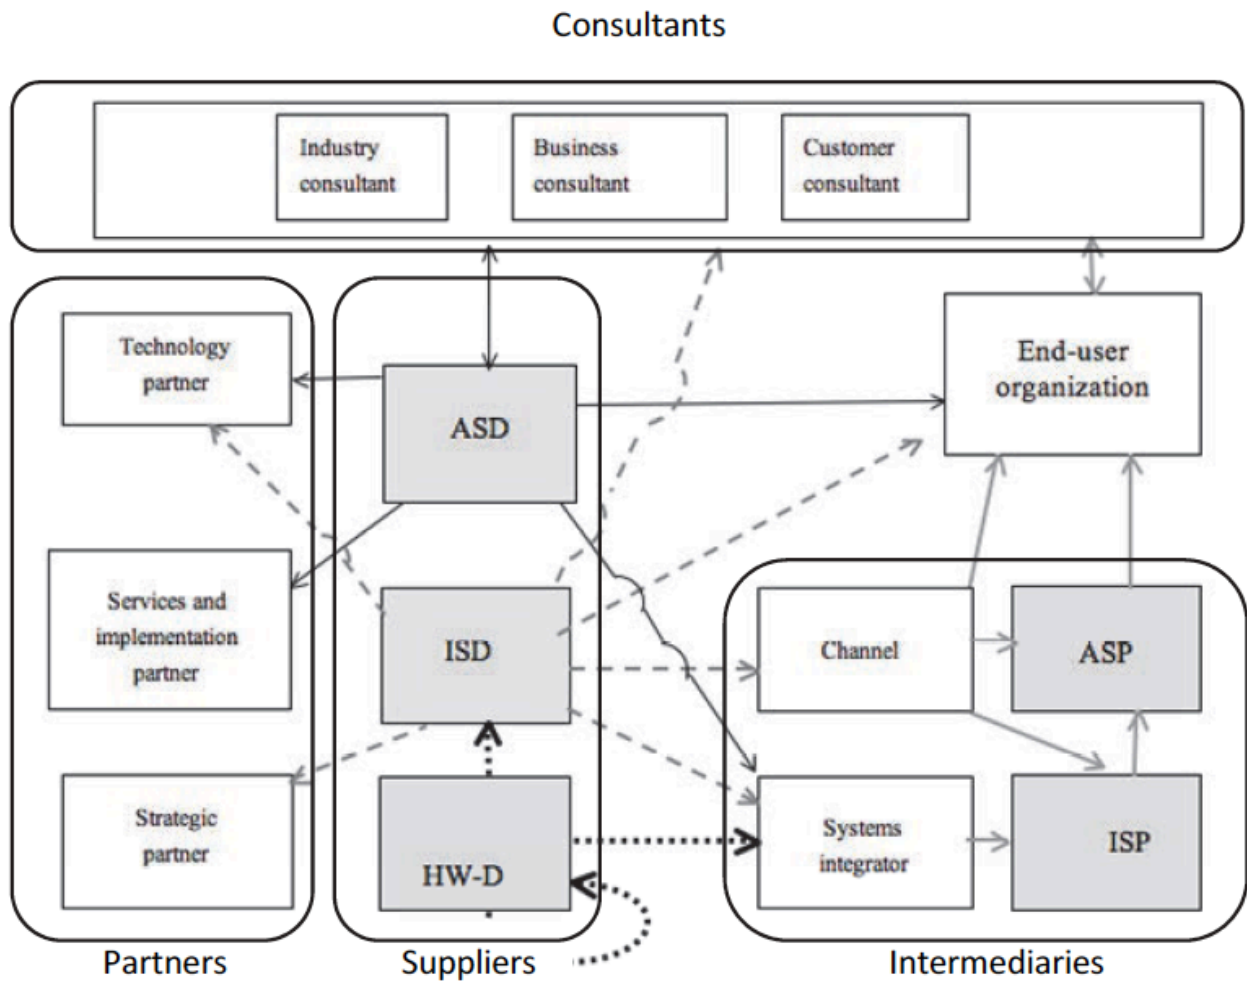 Consultants
Industry
consultant
Business
consultant
Customer
consultant
Technology
partner
ASD
End-user
organization
Services and
implementation
partner
ISD
Channel
ASP
Strategic
partner
HW-D
Systems
integrator
ISP
Partners
Suppliers
Intermediaries